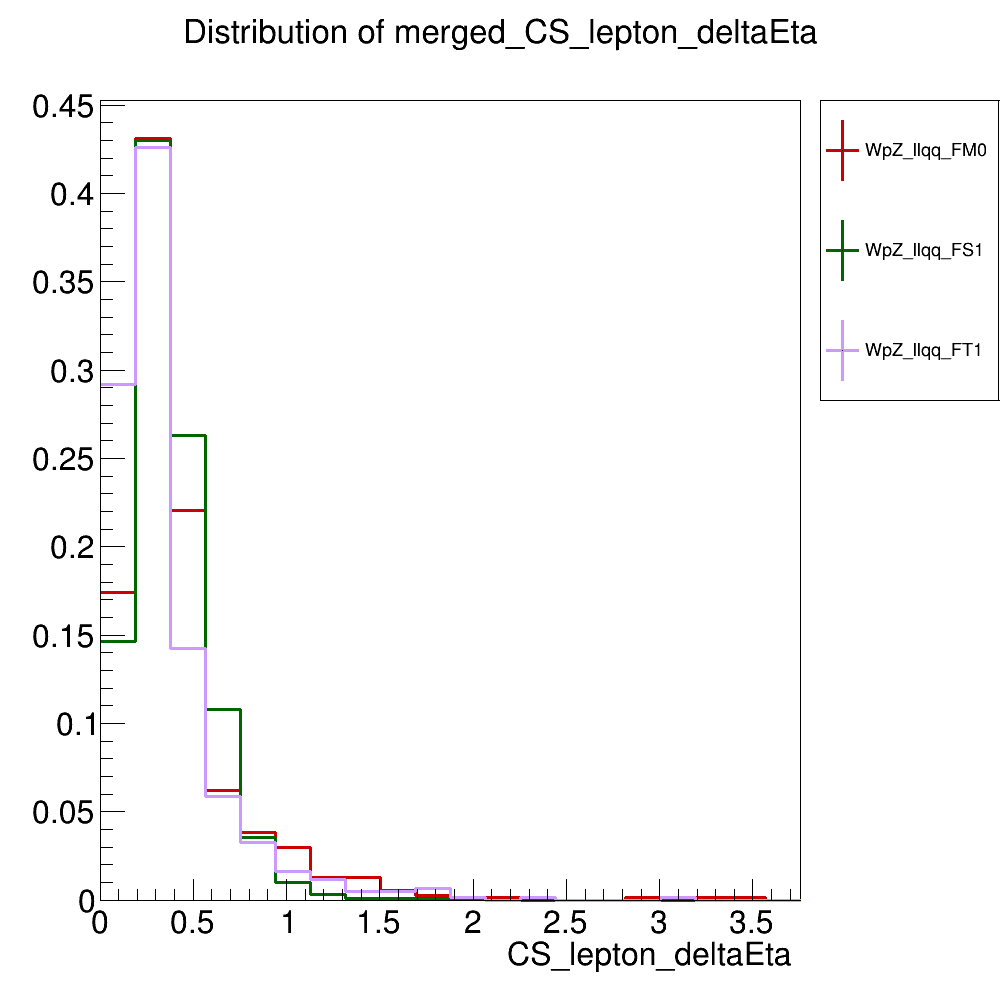 Distribution of merged_CS_lepton_deltaEta
0.45
0.4
0.35
0.3
0.25
0.2
0.15
0.1
0.05
0
0 0.5 1 1.5 2 2.5 3 3.5
CS_lepton_deltaEta
WpZ_llqq_FM0
WpZ_llqq_FS1
WpZ_llqq_FT1